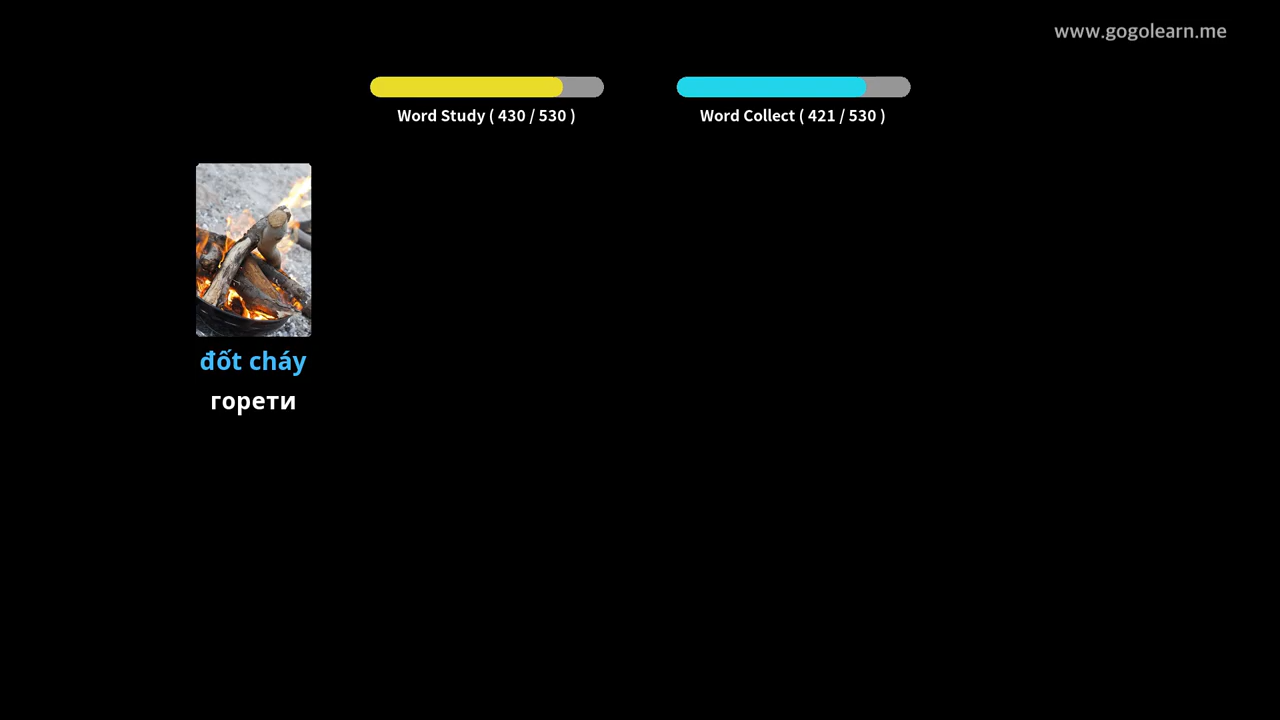 www.gogolearn.me
Word Study ( 430 / 530 )
Word Collect ( 421 / 530 )
đốt cháy
горети